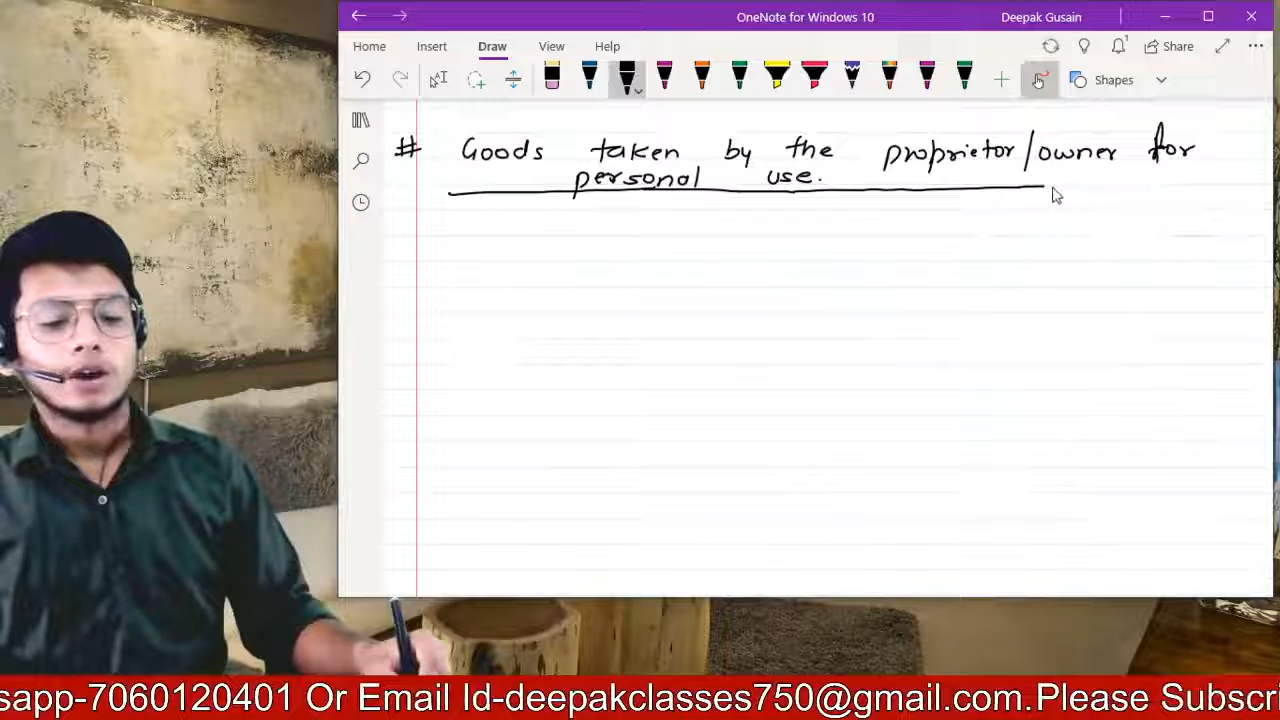 OneNote for Windows 10
Deepak Gusain
Home Insert Draw View Help
Share
Shapes
# Goods taken by the proprietor/owner for
personal use.
sapp-7060120401 Or Email Id-deepakclasses750@gmail.com.Please Subscri